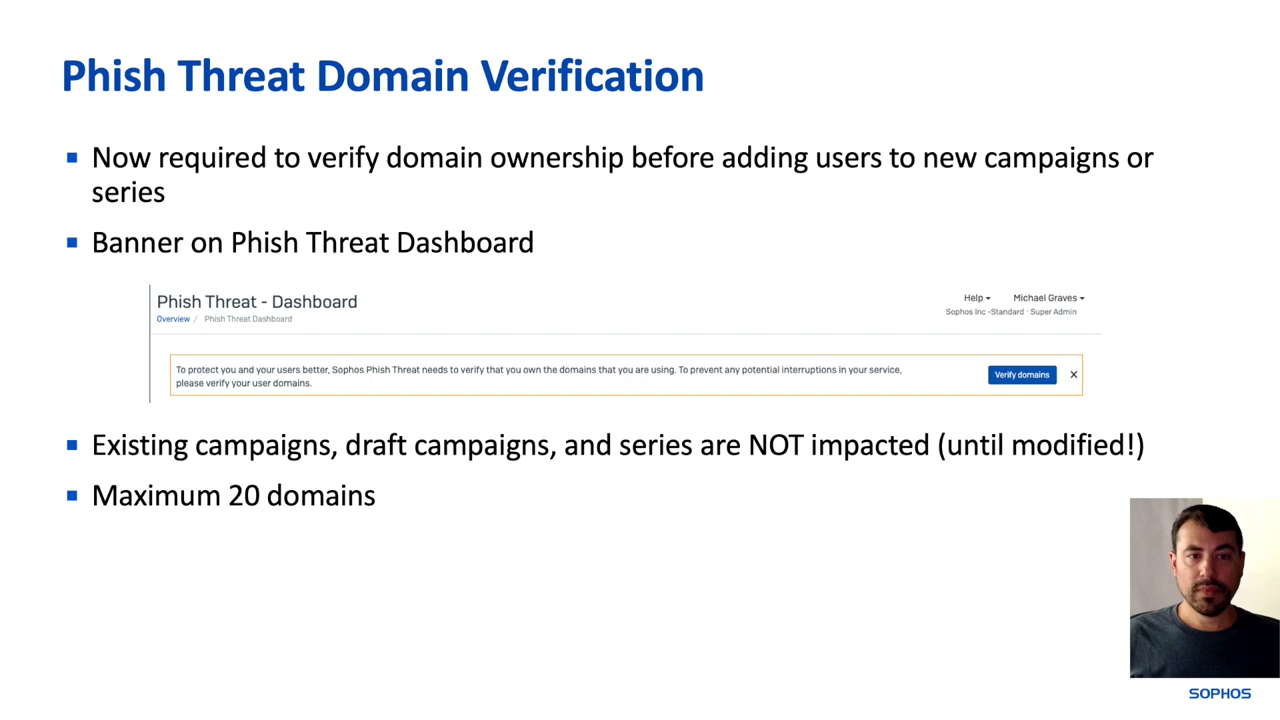 Phish Threat Domain Verification
Now required to verify domain ownership before adding users to new campaigns or
series
Banner on Phish Threat Dashboard
Phish Threat - Dashboard
Help
Michael Graves
Overview / Phish Threat Dashboard
Sophos Inc -Standard · Super Admin
To protect you and your users better, Sophos Phish Threat needs to verify that you own the domains that you are using. To prevent any potential interruptions in your service,
please verify your user domains.
Verify domains
X
Existing campaigns, draft campaigns, and series are NOT impacted (until modified!)
Maximum 20 domains
SOPHOS